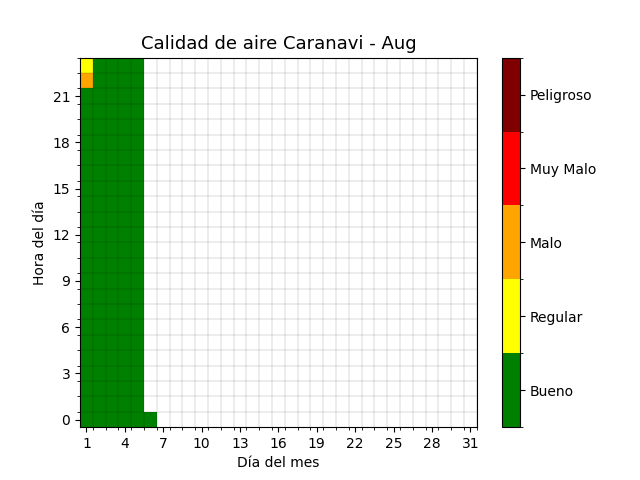 Calidad de aire Caranavi - Aug
Hora del día
21
18
15
12
9
6
3
0
1 4 7 10 13 16 19 22 25 28 31
Día del mes
Peligroso
Muy Malo
Malo
Regular
Bueno